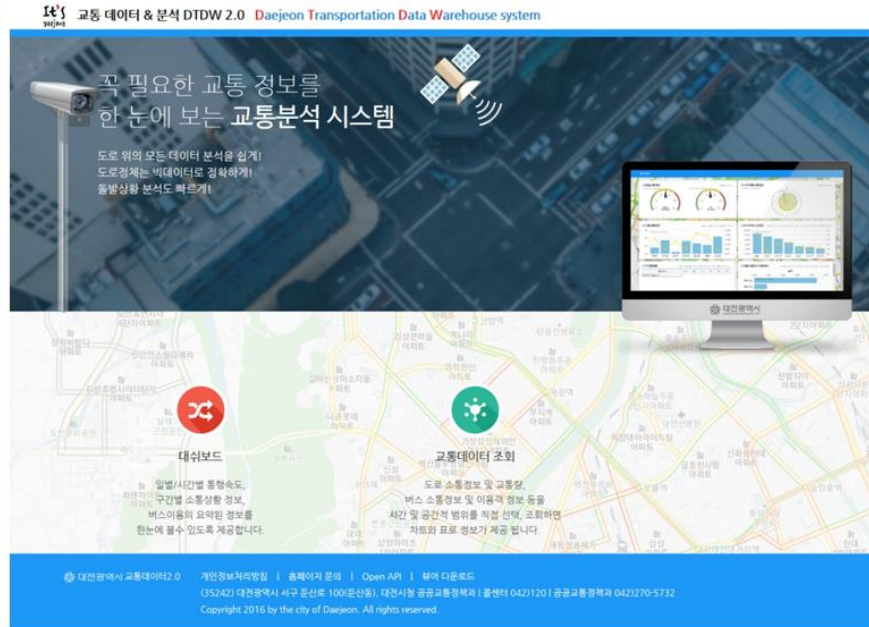 It's
Daejeon
교통 데이터 & 분석 DTDW 2.0 Daejeon Transportation Data Warehouse system
꼭 필요한 교통 정보를
한 눈에 보는 교통분석 시스템
도로 위의 모든 데이터 분석을 쉽게!
도로정체는 빅데이터로 정확하게!
돌발상황 분석도 빠르게!
대전광역시
대쉬보드
일별/시간별 통행속도,
구간별 소통상황 정보,
버스이용의 요약된 정보를
한눈에 볼수 있도록 제공합니다.
교통데이터 조회
도로 소통정보 및 교통량,
버스 소통정보 및 이용객 정보 등을
시간 및 공간적 범위를 직접 선택, 조회하면
차트와 표로 정보가 제공 됩니다.
대전광역시 교통데이터2.0
개인정보처리방침 | 홈페이지 문의 | Open API | 뷰어 다운로드
(35242) 대전광역시 서구 둔산로 100(둔산동), 대전시청 공공교통정책과 | 콜센터 042)120 | 공공교통정책과 042)270-5732
Copyright 2016 by the city of Daejeon. All rights reserved.